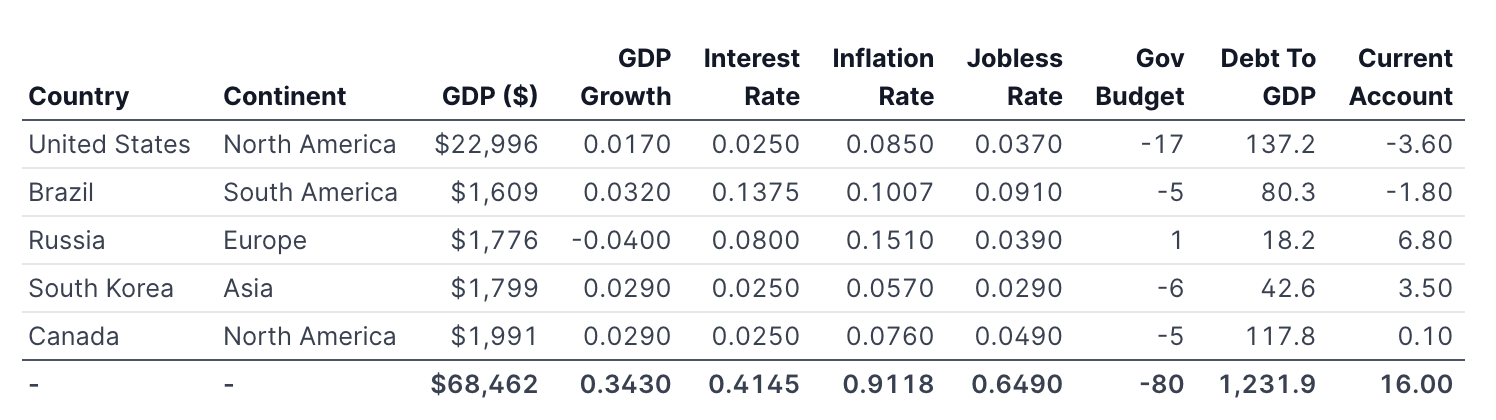 GDP Interest Inflation Jobless Gov Debt To Current
Country Continent GDP ($) Growth Rate Rate Rate Budget GDP Account
United States North America $22,996 0.0170 0.0250 0.0850 0.0370 -17 137.2 -3.60
Brazil South America $1,609 0.0320 0.1375 0.1007 0.0910 -5 80.3 -1.80
Russia Europe $1,776 -0.0400 0.0800 0.1510 0.0390 1 18.2 6.80
South Korea Asia $1,799 0.0290 0.0250 0.0570 0.0290 -6 42.6 3.50
Canada North America $1,991 0.0290 0.0250 0.0760 0.0490 -5 117.8 0.10
- - $68,462 0.3430 0.4145 0.9118 0.6490 -80 1,231.9 16.00